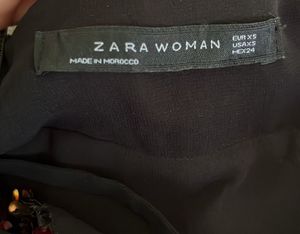 ZARA WOMAN
MADE IN MOROCCO
EUR XS
USA XS
MEX 24